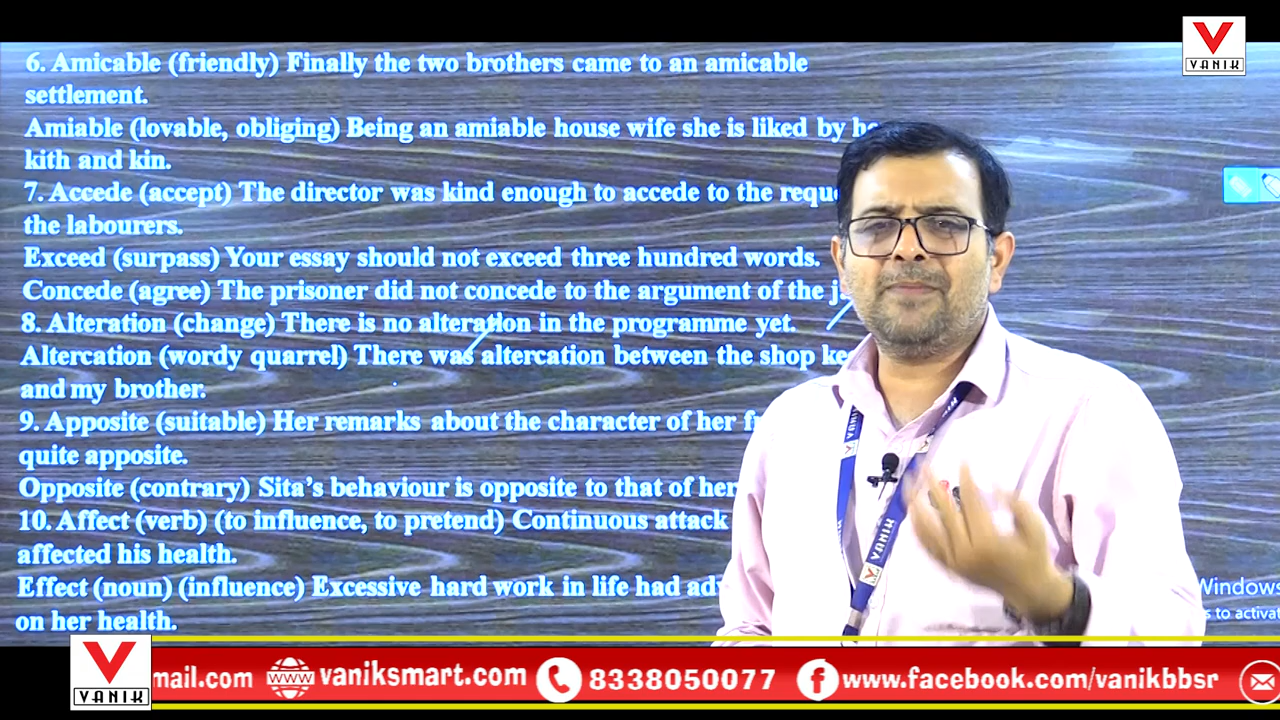 VANIK
6. Amicable (friendly) Finally the two brothers came to an amicable
settlement.
Amiable (lovable, obliging) Being an amiable house wife she is liked by
kith and kin.
7. Accede (accept) The director was kind enough to accede to the
the labourers.
Exceed (surpass) Your essay should not exceed three hundred words.
Concede (agree) The prisoner did not concede to the argument of the
8. Alteration (change) There is no alteration in the programme yet.
Altercation (wordy quarrel) There was altercation between the shop
and my brother.
9. Apposite (suitable) Her remarks about the character of her
quite apposite.
Opposite (contrary) Sita's behaviour is opposite to that of her
10. Affect (verb) (to influence, to pretend) Continuous attack
affected his health.
Effect (noun) (influence) Excessive hard work in life had
on her health.
VANIK
VANIK
Windows
to
VANIK
www vaniksmart.com
8338050077
www.facebook.com/vanikbbsr